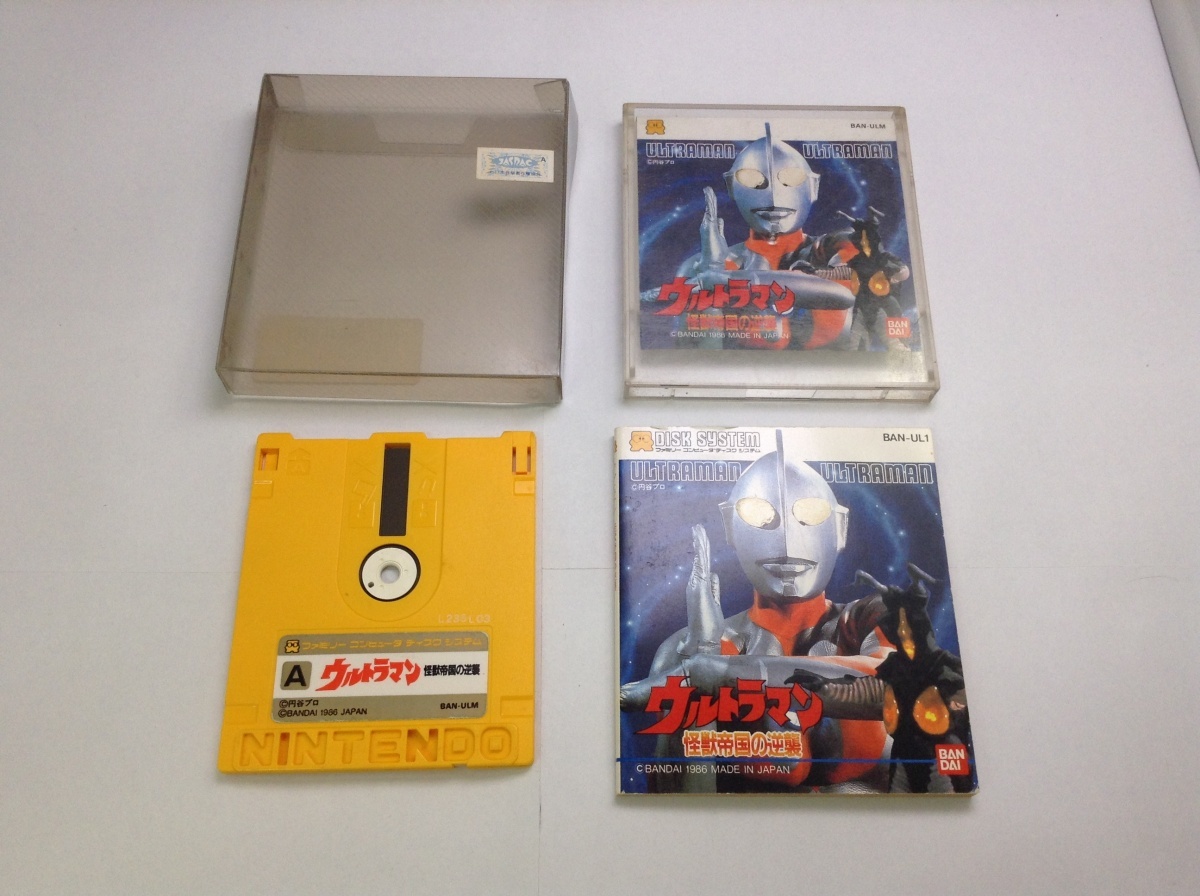 JASRAC
A
BAN-ULM
ULTRAMAN ULTRAMAN
©円谷プロ
ウルトラマン
怪獣帝国の逆襲
© BANDAI 1986 MADE IN JAPAN
BAN
DAI
L236L03
ファミリー コンピュータ ディスク システム
A
ウルトラマン 怪獣帝国の逆襲
©円谷プロ
©BANDAI 1986 JAPAN
BAN-ULM
NINTENDO
DISK SYSTEM
ファミリー コンピュータ ディスク システム
BAN-UL1
ULTRAMAN ULTRAMAN
©円谷プロ
ウルトラマン
怪獣帝国の逆襲
© BANDAI 1986 MADE IN JAPAN
BAN
DAI